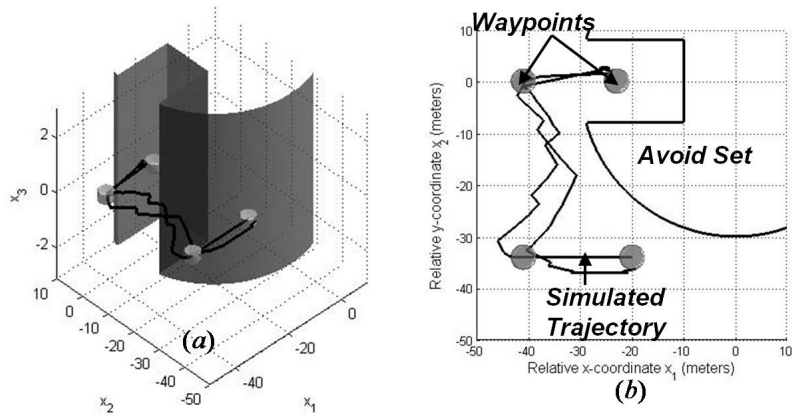 2
0
-2
x3
10
0
-10
-20
-30
-40
-50
x2
-40
-20
0
x1
(a)
Waypoints
10
0
-10
-20
-30
-40
-50
Relative y-coordinate x2 (meters)
Avoid Set
Simulated
Trajectory
-50
-40
-30
-20
-10
0
10
Relative x-coordinate x1 (meters)
(b)